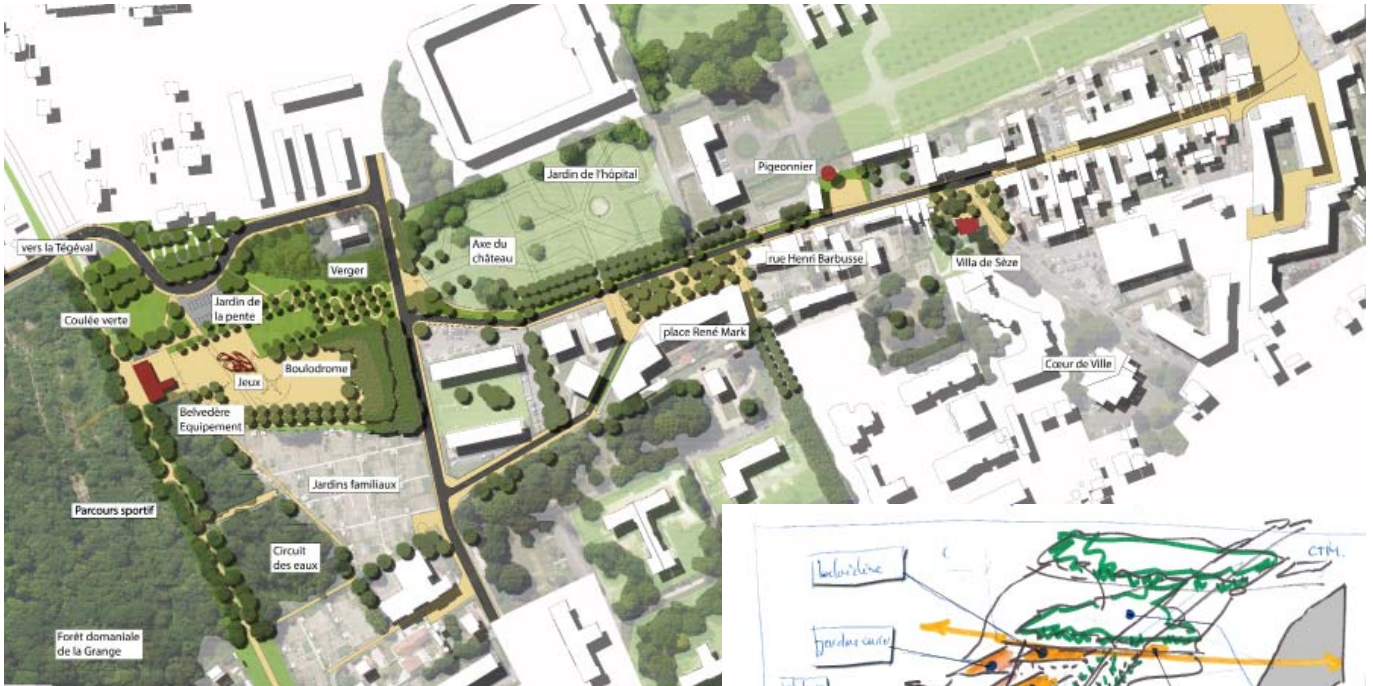 Pigeonnier
Jardin de l'hôpital
Axe du
château
vers la Tégéval
rue Henri Barbusse
Villa de Sèze
Verger
Jardin de
la pente
Coulée verte
place René Mark
Boulodrome
Jeux
Cœur de Ville
Belvedère
Equipement
Jardins familiaux
Parcours sportif
Circuit
des eaux
Forêt domaniale
de la Grange
CTM.